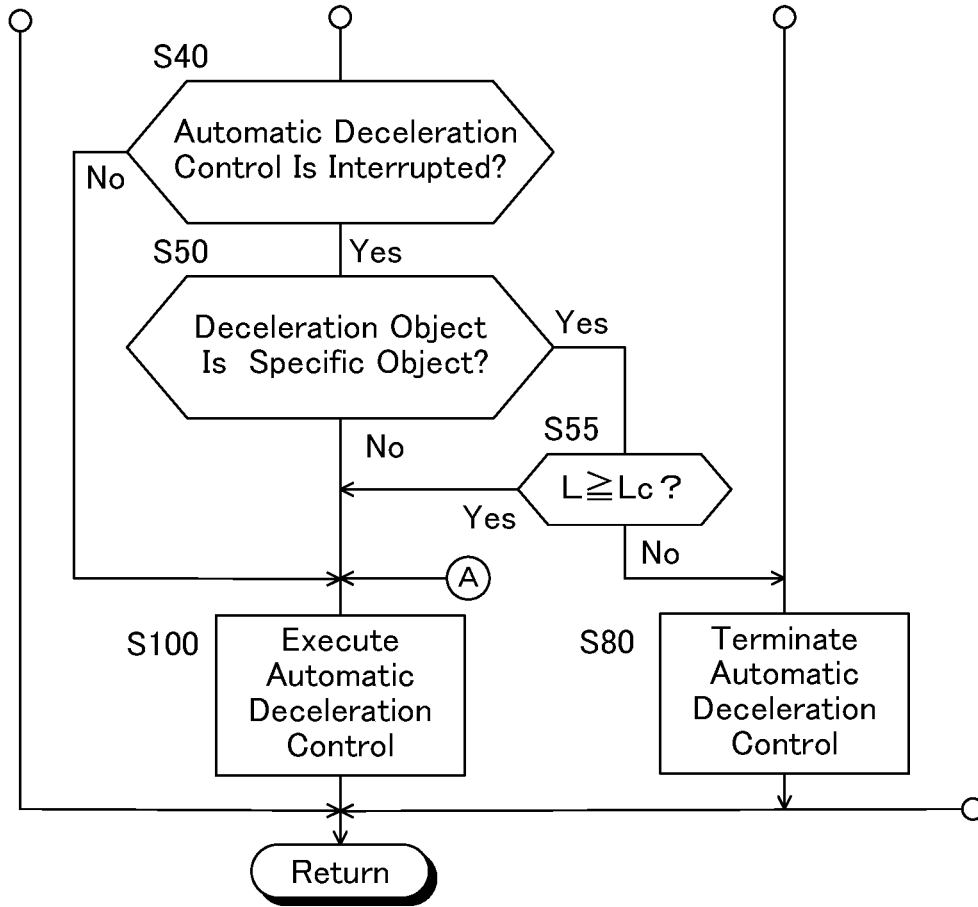 S40
Automatic Deceleration
Control Is Interrupted?
No
Yes
S50
Deceleration Object
Is Specific Object?
Yes
No
S55
L≧Lc?
Yes
No
A
S100
Execute
Automatic
Deceleration
Control
S80
Terminate
Automatic
Deceleration
Control
Return